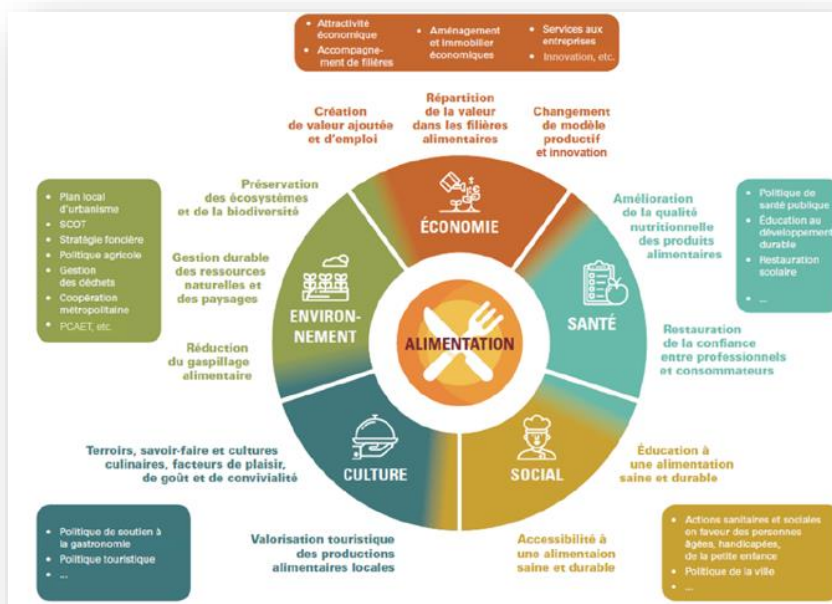 • Attractivité
économique
• Accompagne-
ment de filières
• Aménagement
et immobilier
économiques
• Services aux
entreprises
• Innovation, etc.
Création
de valeur ajoutée
et d'emploi
Répartition
de la valeur
dans les filières
alimentaires
Changement
de modèle
productif
et innovation
• Plan local
d'urbanisme
• SCOT
• Stratégie foncière
• Politique agricole
• Gestion
des déchets
• Coopération
métropolitaine
• PCAET, etc.
Préservation
des écosystèmes
et de la biodiversité
Gestion durable
des ressources
naturelles et
des paysages
Réduction
du gaspillage
alimentaire
ÉCONOMIE
ENVIRON-
NEMENT
ALIMENTATION
SANTÉ
CULTURE
SOCIAL
Amélioration
de la qualité
nutritionnelle
des produits
alimentaires
• Politique de
santé publique
• Éducation au
développement
durable
• Restauration
scolaire
• ...
Restauration
de la confiance
entre professionnels
et consommateurs
Terroirs, savoir-faire et cultures
culinaires, facteurs de plaisir,
de goût et de convivialité
Éducation à
une alimentation
saine et durable
• Politique de soutien à
la gastronomie
• Politique touristique
• ...
Valorisation touristique
des productions
alimentaires locales
Accessibilité à
une alimentaion
saine et durable
• Actions sanitaires et sociales
en faveur des personnes
âgées, handicapées,
de la petite enfance
• Politique de la ville
• ...